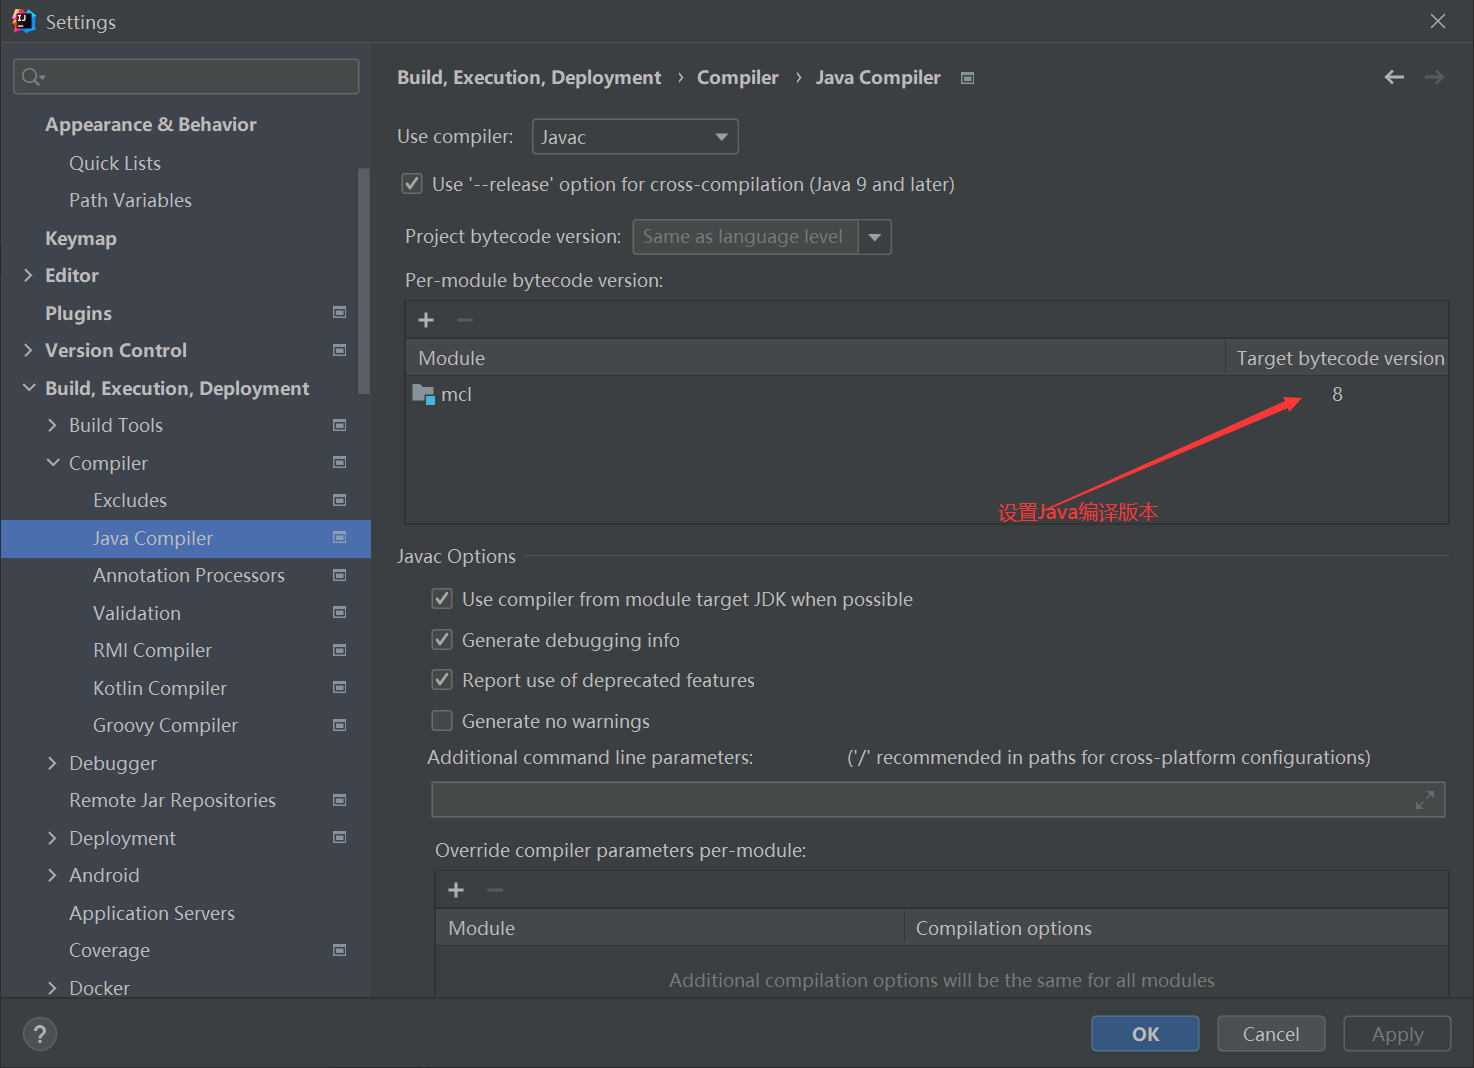 Settings
Appearance & Behavior
Quick Lists
Path Variables
Keymap
Editor
Plugins
Version Control
Build, Execution, Deployment
Build Tools
Compiler
Excludes
Java Compiler
Annotation Processors
Validation
RMI Compiler
Kotlin Compiler
Groovy Compiler
Debugger
Remote Jar Repositories
Deployment
Android
Application Servers
Coverage
Docker
Build, Execution, Deployment › Compiler › Java Compiler
Use compiler: Javac
Use '--release' option for cross-compilation (Java 9 and later)
Project bytecode version: Same as language level
Per-module bytecode version:
Module Target bytecode version
mcl 8
设置Java编译版本
Javac Options
Use compiler from module target JDK when possible
Generate debugging info
Report use of deprecated features
Generate no warnings
Additional command line parameters: ('/' recommended in paths for cross-platform configurations)
Override compiler parameters per-module:
Module Compilation options
Additional compilation options will be the same for all modules
? OK Cancel Apply